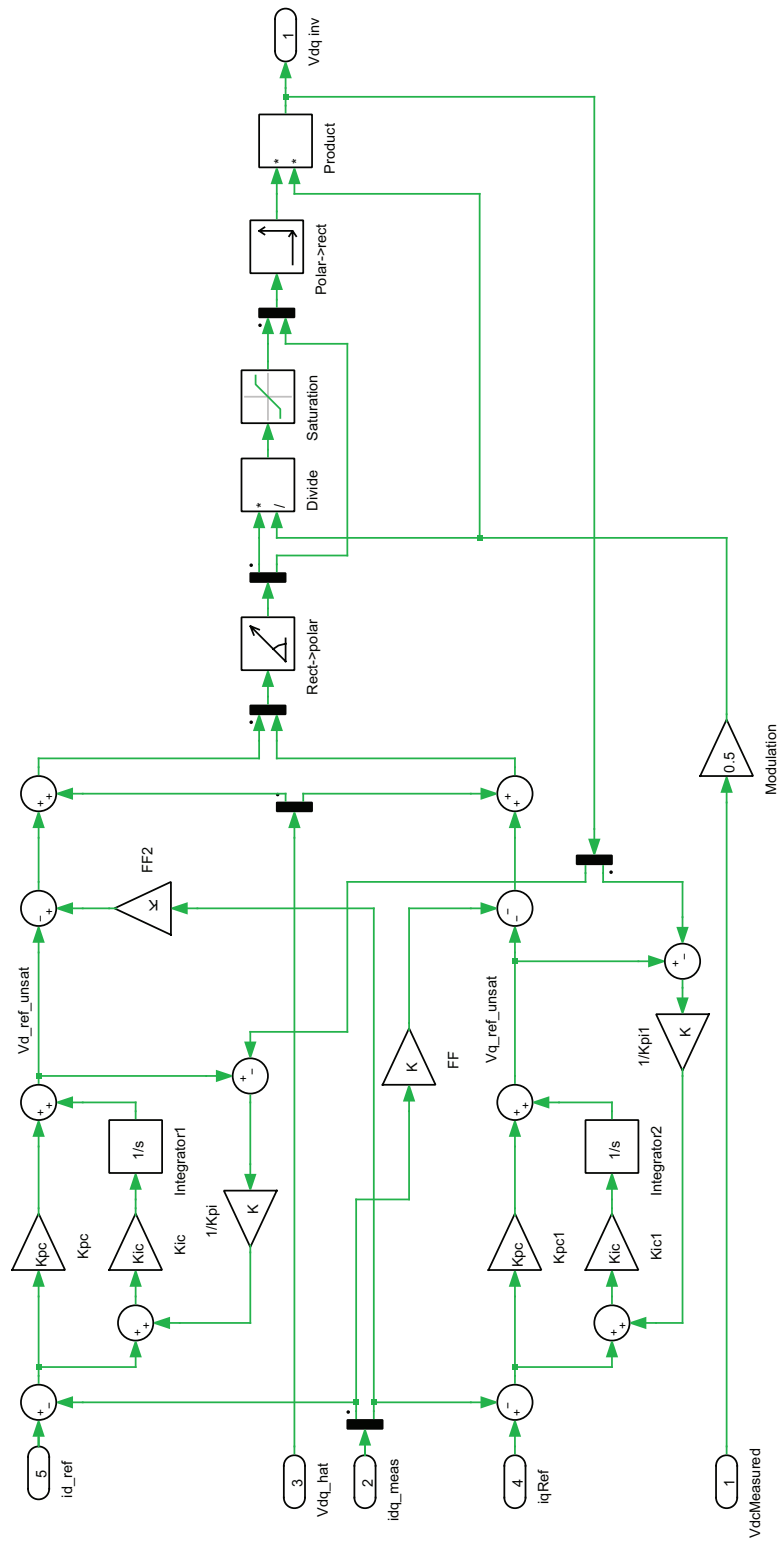 5
id_ref
+
−
Kpc
Kpc
+
+
Kic
Kic
1/s
Integrator1
+
+
Vd_ref_unsat
K
1/Kpi
+
−
−
+
K
FF2
+
+
3
Vdq_hat
2
idq_meas
K
FF
Rect->polar
*
/
Divide
Saturation
Polar->rect
*
*
Product
1
Vdq inv
4
iqRef
+
−
Kpc
Kpc1
+
+
Kic
Kic1
1/s
Integrator2
+
+
Vq_ref_unsat
K
1/Kpi1
+
−
−
−
+
+
1
VdcMeasured
0.5
Modulation